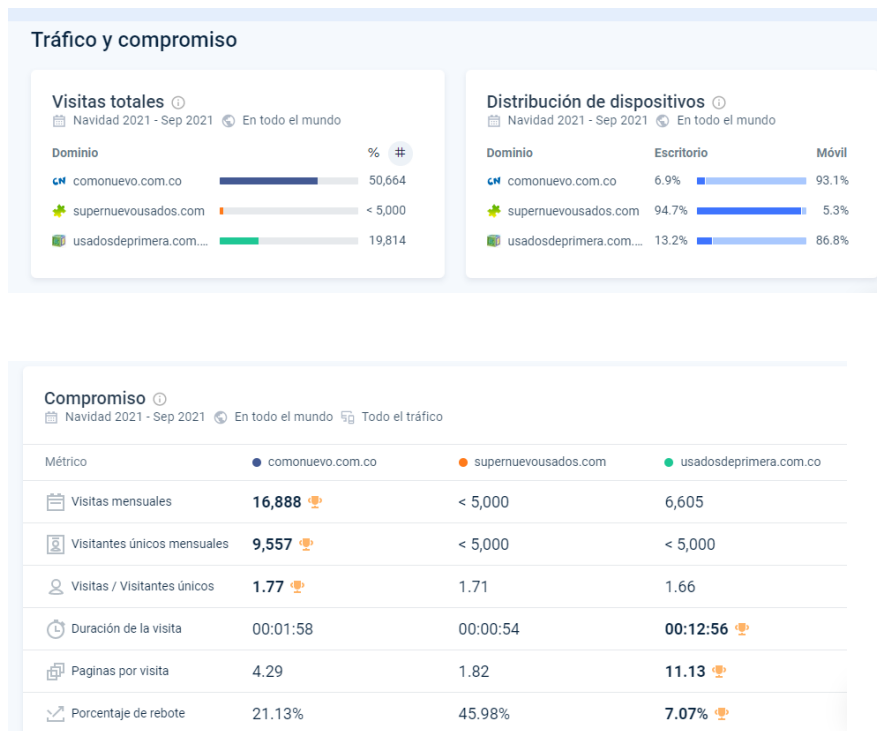 Tráfico y compromiso
Visitas totales
Navidad 2021 - Sep 2021 En todo el mundo
Dominio % #
comonuevo.com.co 50,664
supernuevousados.com < 5,000
usadosdeprimera.com.... 19,814
Distribución de dispositivos
Navidad 2021 - Sep 2021 En todo el mundo
Dominio Escritorio Móvil
comonuevo.com.co 6.9% 93.1%
supernuevousados.com 94.7% 5.3%
usadosdeprimera.com.... 13.2% 86.8%
Compromiso
Navidad 2021 - Sep 2021 En todo el mundo Todo el tráfico
Métrico comonuevo.com.co supernuevousados.com usadosdeprimera.com.co
Visitas mensuales 16,888 < 5,000 6,605
Visitantes únicos mensuales 9,557 < 5,000 < 5,000
Visitas / Visitantes únicos 1.77 1.71 1.66
Duración de la visita 00:01:58 00:00:54 00:12:56
Paginas por visita 4.29 1.82 11.13
Porcentaje de rebote 21.13% 45.98% 7.07%